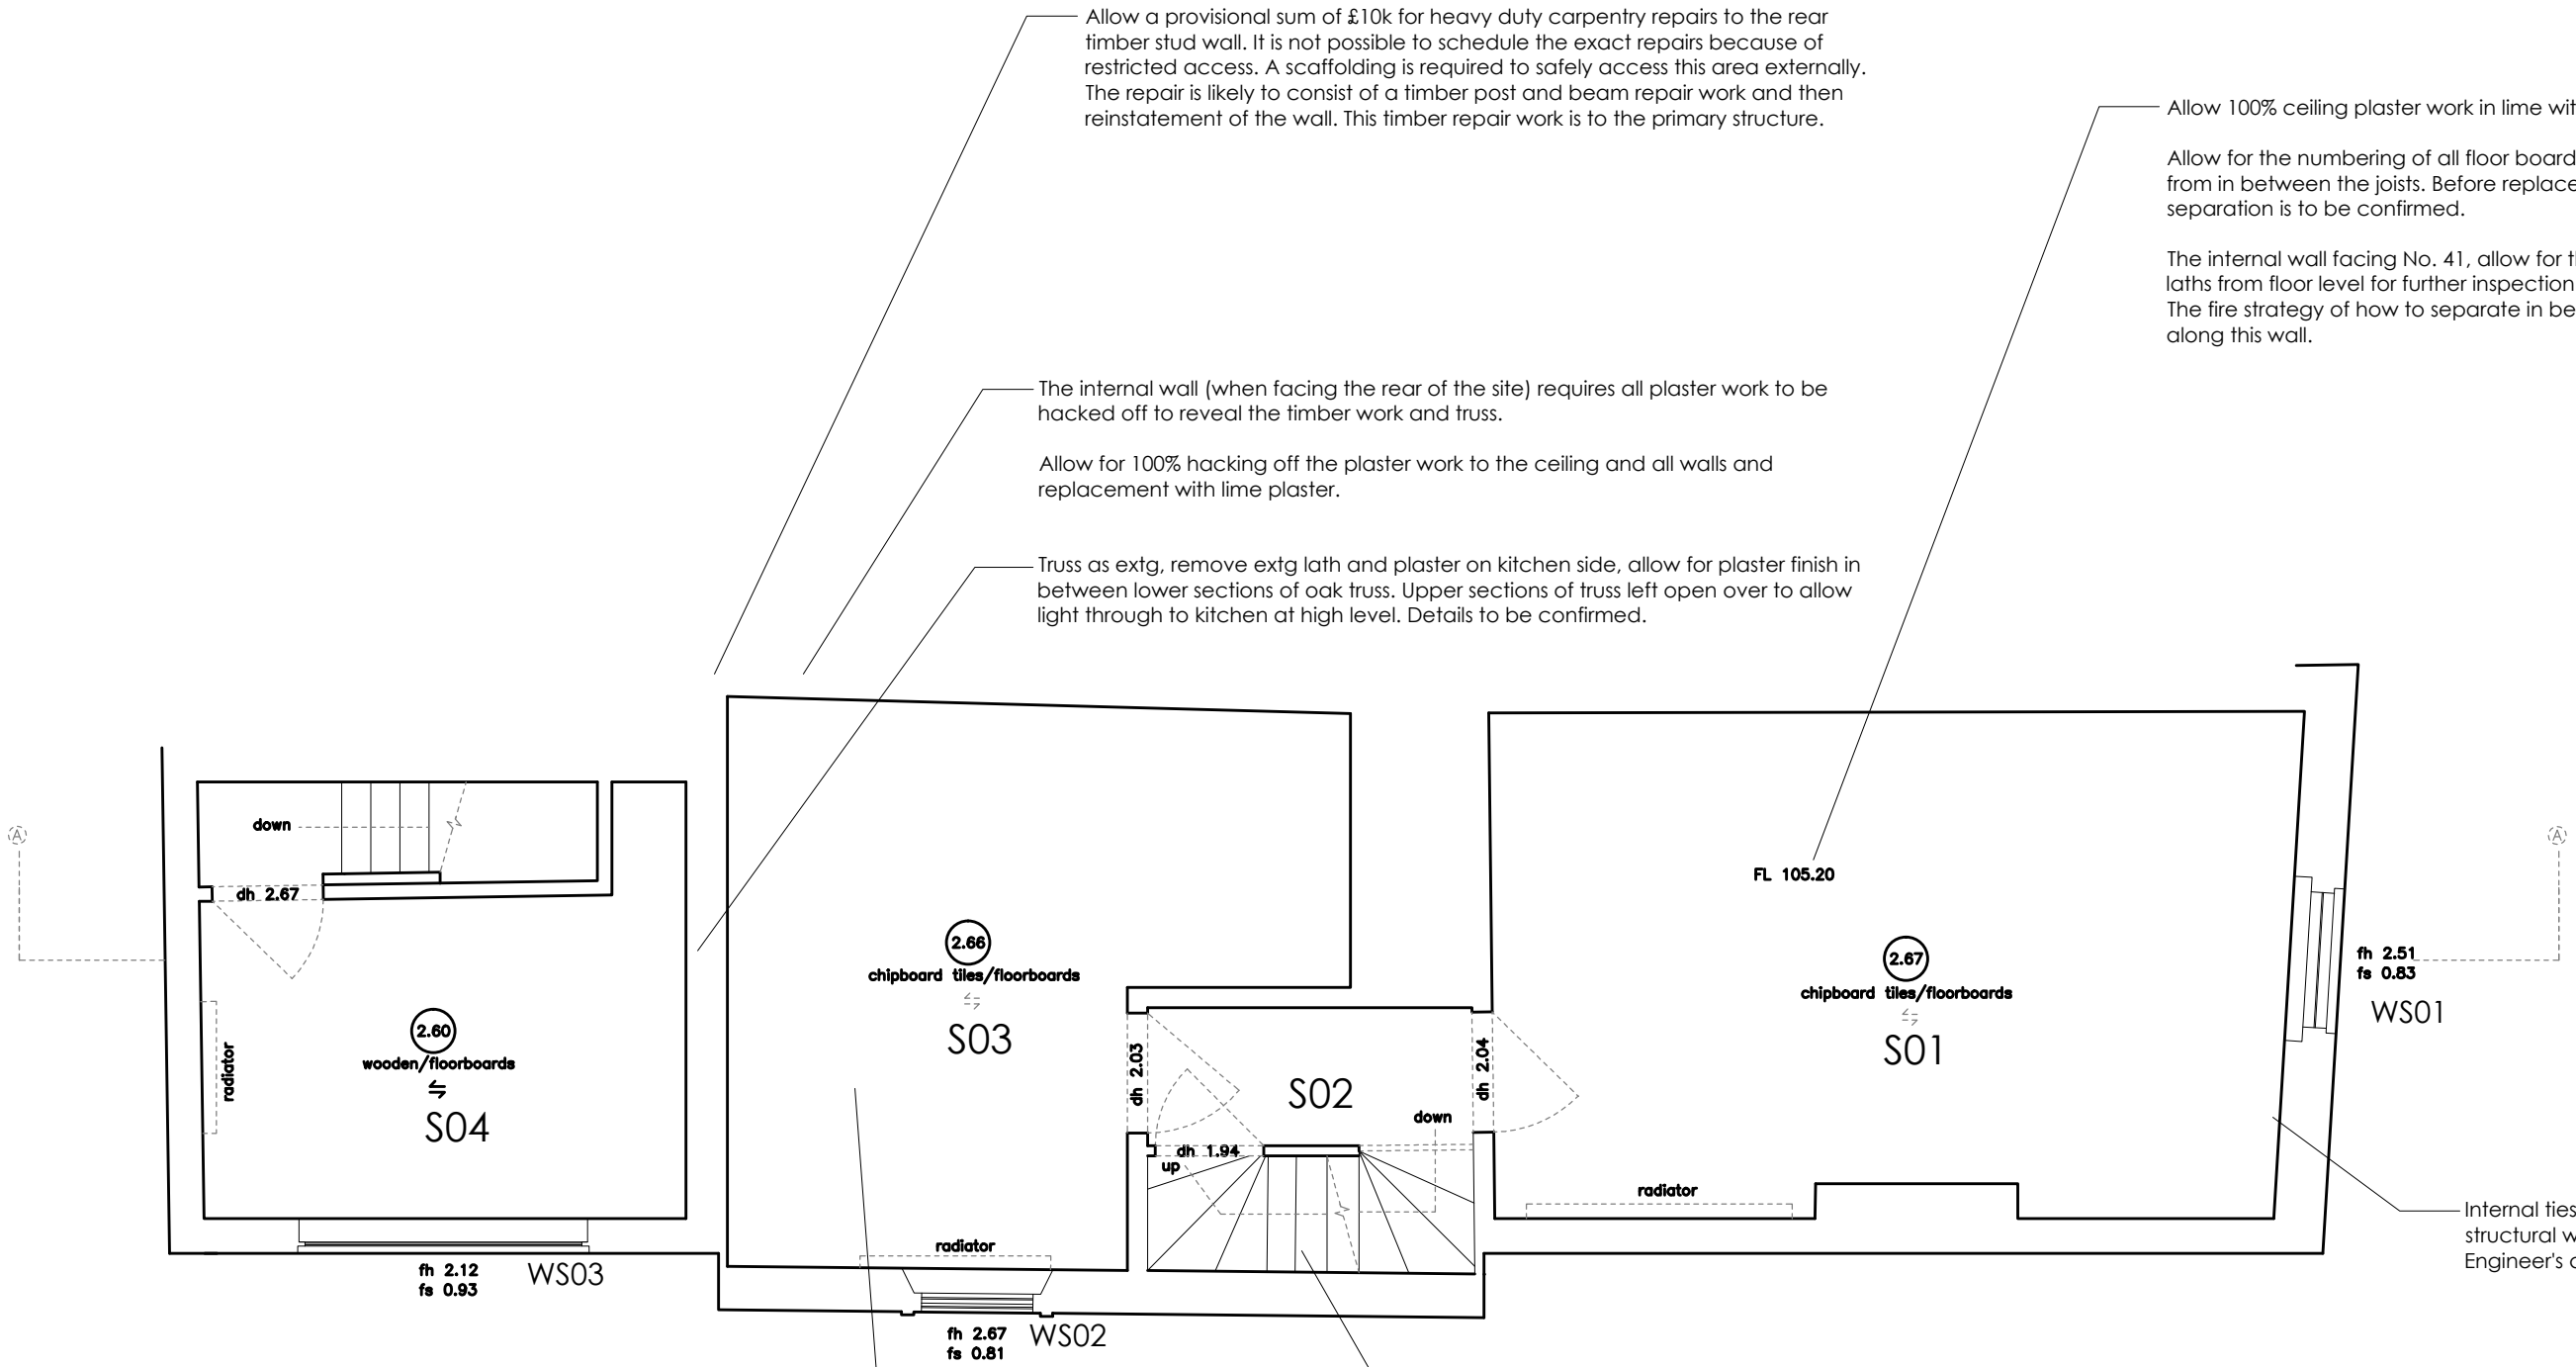 Allow a provisional sum of £10k for heavy duty carpentry repairs to the rear
timber stud wall. It is not possible to schedule the exact repairs because of
restricted access. A scaffolding is required to safely access this area externally.
The repair is likely to consist of a timber post and beam repair work and then
reinstatement of the wall. This timber repair work is to the primary structure.
Allow 100% ceiling plaster work in lime
Allow for the numbering of all floor board
from in between the joists. Before replace
separation is to be confirmed.
The internal wall facing No. 41, allow for
laths from floor level for further inspection
The fire strategy of how to separate in be
along this wall.
The internal wall (when facing the rear of the site) requires all plaster work to be
hacked off to reveal the timber work and truss.
Allow for 100% hacking off the plaster work to the ceiling and all walls and
replacement with lime plaster.
Truss as extg, remove extg lath and plaster on kitchen side, allow for plaster finish in
between lower sections of oak truss. Upper sections of truss left open over to allow
light through to kitchen at high level. Details to be confirmed.
A
down
dh 2.67
radiator
2.60
wooden/floorboards
S04
fh 2.12
fs 0.93
WS03
2.66
chipboard tiles/floorboards
S03
radiator
fh 2.67
fs 0.81
WS02
dh 2.03
S02
dh 1.94
up
down
dh 2.04
FL 105.20
2.67
chipboard tiles/floorboards
S01
radiator
A
fh 2.51
fs 0.83
WS01
Internal ties
structural
Engineer's